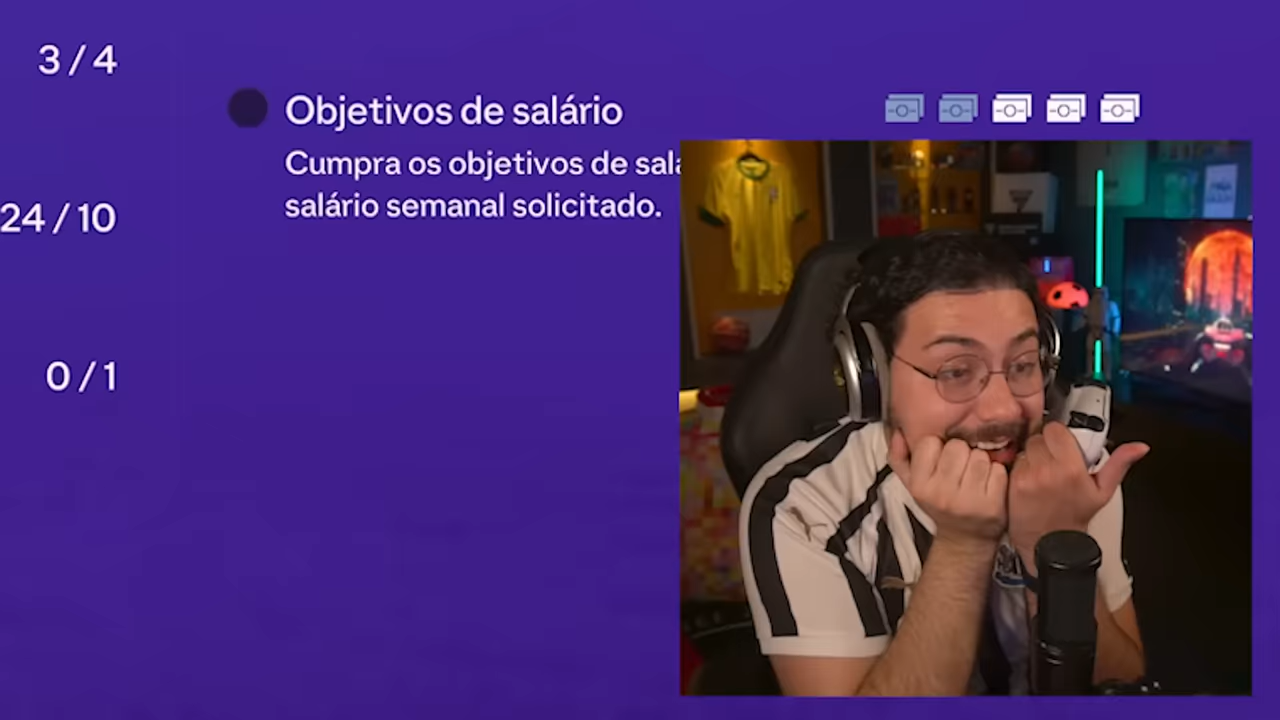 3 / 4
Objetivos de salário
Cumpra os objetivos de
salário semanal solicitado.
24 / 10
0 / 1